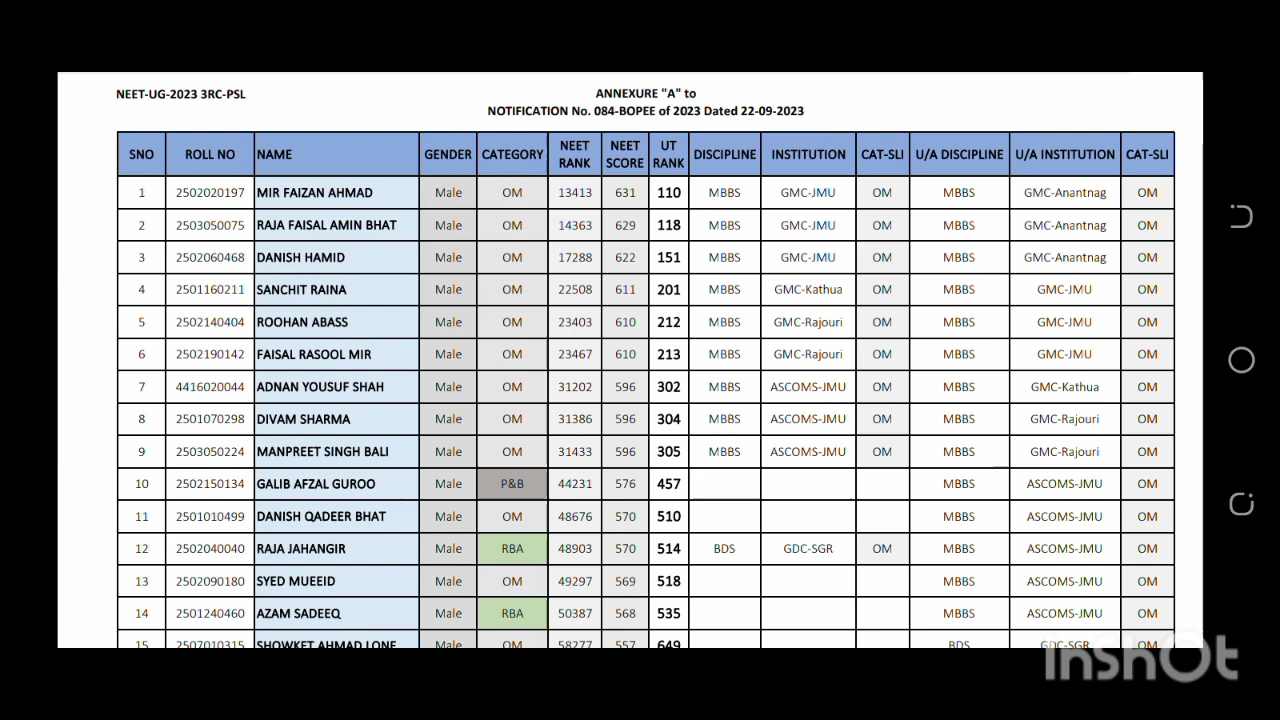 NEET-UG-2023 3RC-PSL
ANNEXURE "A" to
NOTIFICATION No. 084-BOPEE of 2023 Dated 22-09-2023
SNO ROLL NO NAME GENDER CATEGORY NEET RANK NEET SCORE UT RANK DISCIPLINE INSTITUTION CAT-SLI U/A DISCIPLINE U/A INSTITUTION CAT-SLI
1 2502020197 MIR FAIZAN AHMAD Male OM 13413 631 110 MBBS GMC-JMU OM MBBS GMC-Anantnag OM
2 2503050075 RAJA FAISAL AMIN BHAT Male OM 14363 629 118 MBBS GMC-JMU OM MBBS GMC-Anantnag OM
3 2502060468 DANISH HAMID Male OM 17288 622 151 MBBS GMC-JMU OM MBBS GMC-Anantnag OM
4 2501160211 SANCHIT RAINA Male OM 22508 611 201 MBBS GMC-Kathua OM MBBS GMC-JMU OM
5 2502140404 ROOHAN ABASS Male OM 23403 610 212 MBBS GMC-Rajouri OM MBBS GMC-JMU OM
6 2502190142 FAISAL RASOOL MIR Male OM 23467 610 213 MBBS GMC-Rajouri OM MBBS GMC-JMU OM
7 4416020044 ADNAN YOUSUF SHAH Male OM 31202 596 302 MBBS ASCOMS-JMU OM MBBS GMC-Kathua OM
8 2501070298 DIVAM SHARMA Male OM 31386 596 304 MBBS ASCOMS-JMU OM MBBS GMC-Rajouri OM
9 2503050224 MANPREET SINGH BALI Male OM 31433 596 305 MBBS ASCOMS-JMU OM MBBS GMC-Rajouri OM
10 2502150134 GALIB AFZAL GUROO Male P&B 44231 576 457 MBBS ASCOMS-JMU OM
11 2501010499 DANISH QADEER BHAT Male OM 48676 570 510 MBBS ASCOMS-JMU OM
12 2502040040 RAJA JAHANGIR Male RBA 48903 570 514 BDS GDC-SGR OM MBBS ASCOMS-JMU OM
13 2502090180 SYED MUEEID Male OM 49297 569 518 MBBS ASCOMS-JMU OM
14 2501240460 AZAM SADEEQ Male RBA 50387 568 535 MBBS ASCOMS-JMU OM
15 2507010315 SHOWKET AHMAD LONE Male OM 58277 557 649 BDS GDC-SGR OM
InShOt